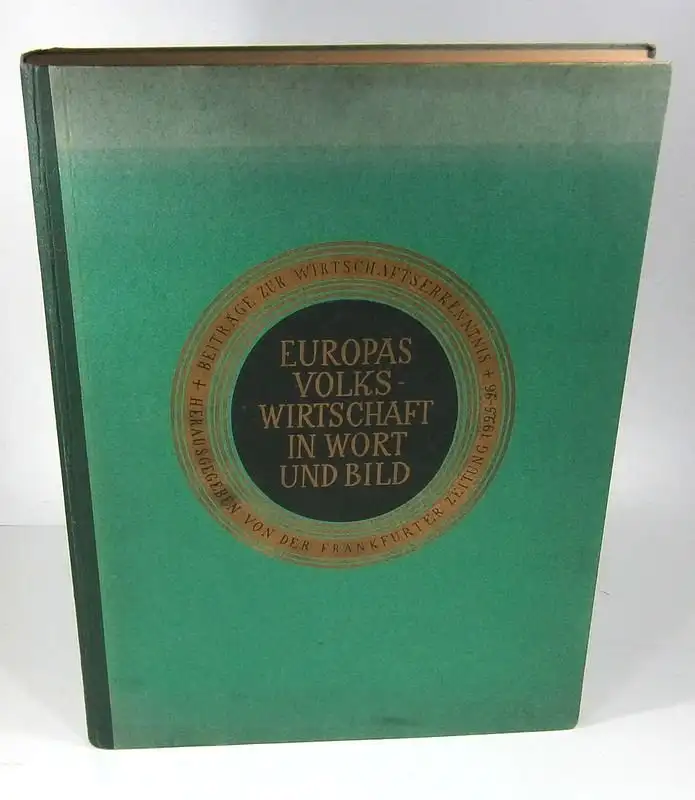 EUROPAS
VOLKS-
WIRTSCHAFT
IN WORT
UND BILD
+ BEITRÄGE ZUR WIRTSCHAFTSERKENNTNIS +
HERAUSGEGEBEN VON DER FRANKFURTER ZEITUNG 1925-26